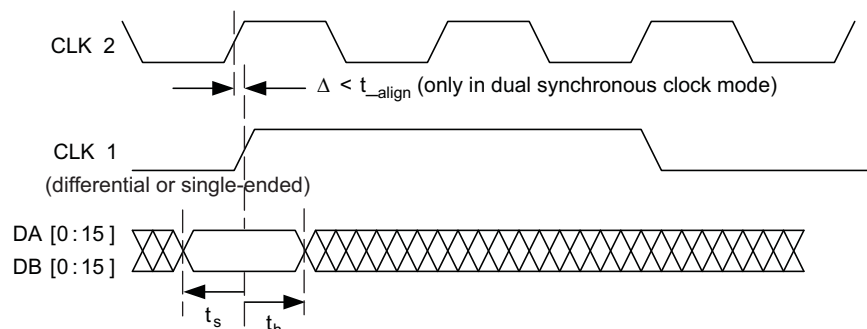 CLK 2
Δ < t_align (only in dual synchronous clock mode)
CLK 1
(differential or single-ended)
DA [0:15]
DB [0:15]
ts th